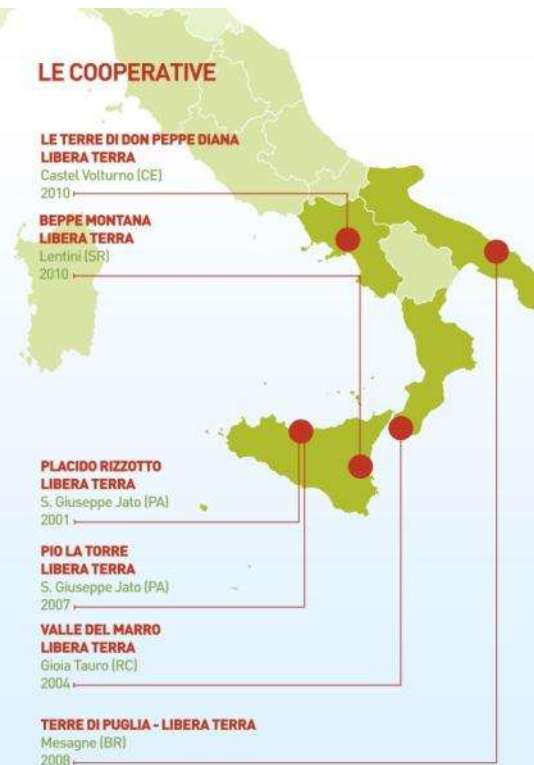 LE COOPERATIVE
LE TERRE DI DON PEPPE DIANA
LIBERA TERRA
Castel Volturno (CE)
2010
BEPPE MONTANA
LIBERA TERRA
Lentini (SR)
2010
PLACIDO RIZZOTTO
LIBERA TERRA
S. Giuseppe Jato (PA)
2001
PIO LA TORRE
LIBERA TERRA
S. Giuseppe Jato (PA)
2007
VALLE DEL MARRO
LIBERA TERRA
Gioia Tauro (RC)
2004
TERRE DI PUGLIA - LIBERA TERRA
Mesagne (BR)
2008